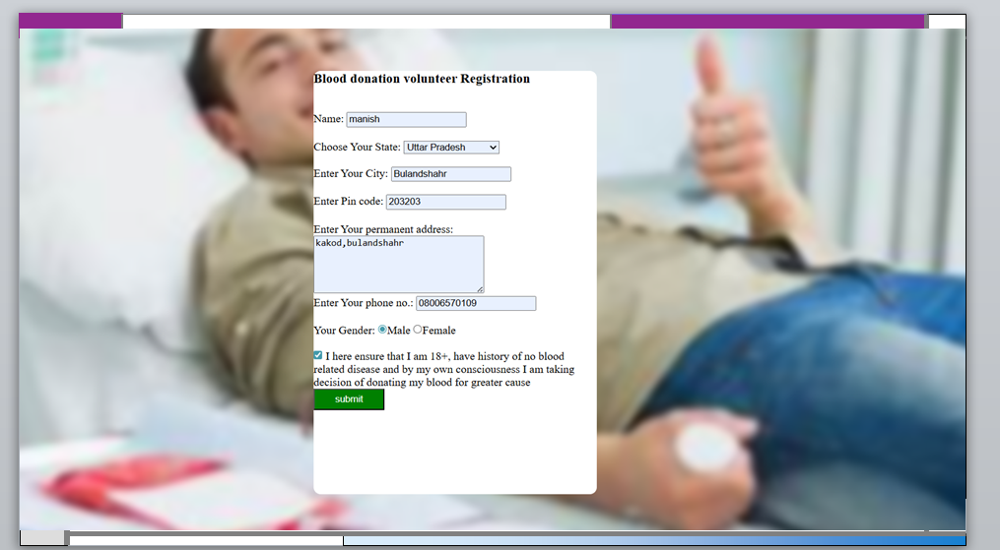 Blood donation volunteer Registration
Name: manish
Choose Your State: Uttar Pradesh
Enter Your City: Bulandshahr
Enter Pin code: 203203
Enter Your permanent address:
kakod,bulandshahr
Enter Your phone no.: 08006570109
Your Gender: Male Female
I here ensure that I am 18+, have history of no blood
related disease and by my own consciousness I am taking
decision of donating my blood for greater cause
submit